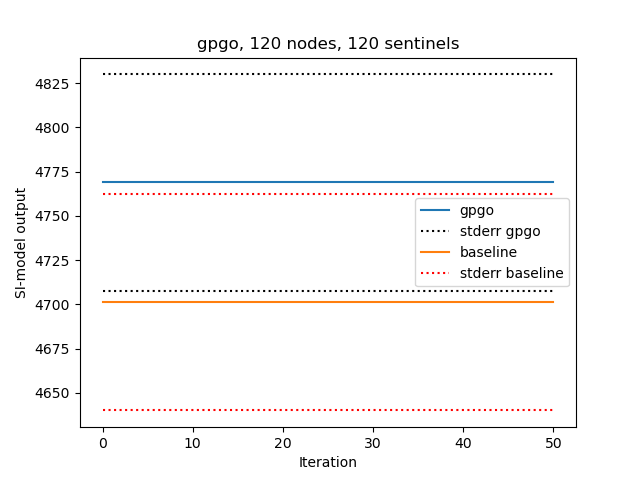 gpgo, 120 nodes, 120 sentinels
SI-model output
4825
4800
4775
4750
4725
4700
4675
4650
gpgo
stderr gpgo
baseline
stderr baseline
0 10 20 30 40 50
Iteration